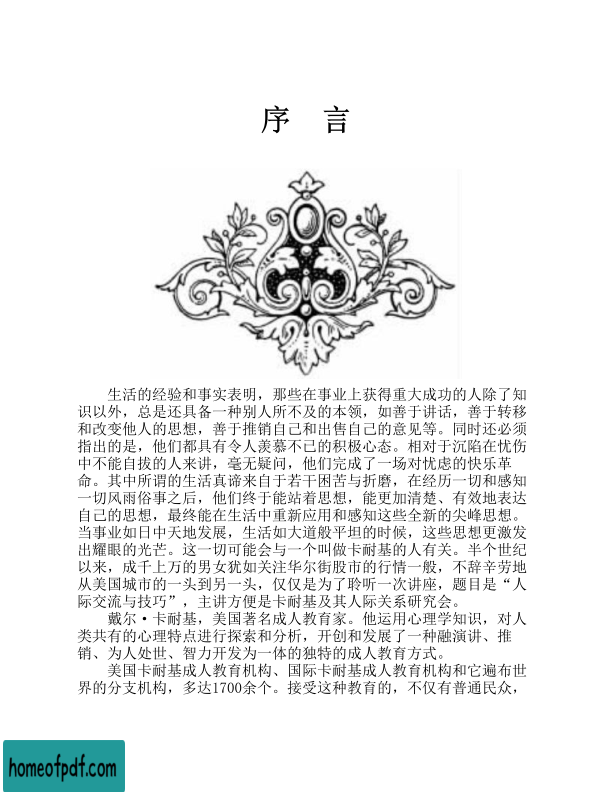 序 言
生活的经验和事实表明，那些在事业上获得重大成功的人除了知
识以外，总是还具备一种别人所不及的本领，如善于讲话，善于转移
和改变他人的思想，善于推销自己和出售自己的意见等。同时还必须
指出的是，他们都具有令人羡慕不已的积极心态。相对于沉陷在忧伤
中不能自拔的人来讲，毫无疑问，他们完成了一场对忧虑的快乐革
命。其中所谓的生活真谛来自于若干困苦与折磨，在经历一切和感知
一切风雨俗事之后，他们终于能站着思想，能更加清楚、有效地表达
自己的思想，最终能在生活中重新应用和感知这些全新的尖峰思想。
当事业如日中天地发展，生活如大道般平坦的时候，这些思想更激发
出耀眼的光芒。这一切可能会与一个叫做卡耐基的人有关。半个世纪
以来，成千上万的男女犹如关注华尔街股市的行情一般，不辞辛劳地
从美国城市的一头到另一头，仅仅是为了聆听一次讲座，题目是“人
际交流与技巧”，主讲方便是卡耐基及其人际关系研究会。
戴尔·卡耐基，美国著名成人教育家。他运用心理学知识，对人
类共有的心理特点进行探索和分析，开创和发展了一种融演讲、推
销、为人处世、智力开发为一体的独特的成人教育方式。
美国卡耐基成人教育机构、国际卡耐基成人教育机构和它遍布世
界的分支机构，多达1700余个。接受这种教育的，不仅有普通民众，
homeofpdf.com